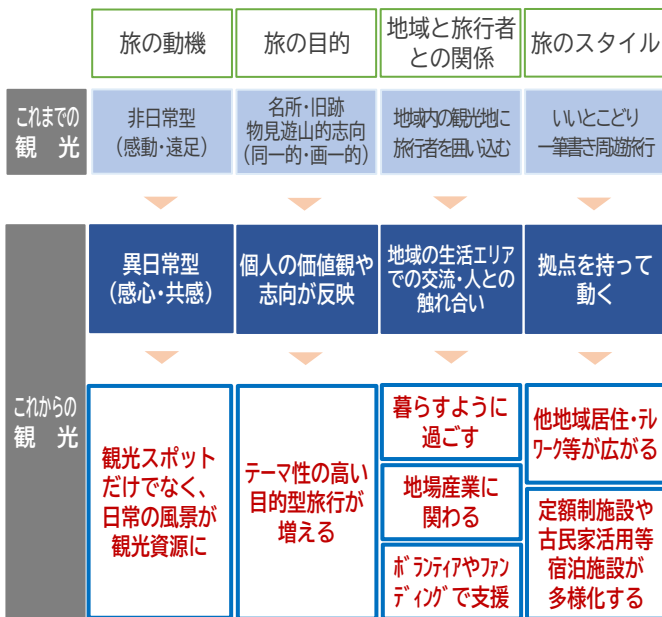 旅の動機
旅の目的
地域と旅行者
との関係
旅のスタイル
これまでの
観 光
非日常型
(感動・遠足)
名所・旧跡
物見遊山的志向
(同一的・画一的)
地域内の観光地に
旅行者を囲い込む
いいとこどり
一筆書き周遊旅行
これからの
観 光
異日常型
(感心・共感)
個人の価値観や
志向が反映
地域の生活エリア
での交流・人との
触れ合い
拠点を持って
動く
観光スポット
だけでなく、
日常の風景が
観光資源に
テーマ性の高い
目的型旅行が
増える
暮らすように
過ごす
地場産業に
関わる
ボランティアやファン
ディングで支援
他地域居住・テレ
ワーク等が広がる
定額制施設や
古民家活用等
宿泊施設が
多様化する